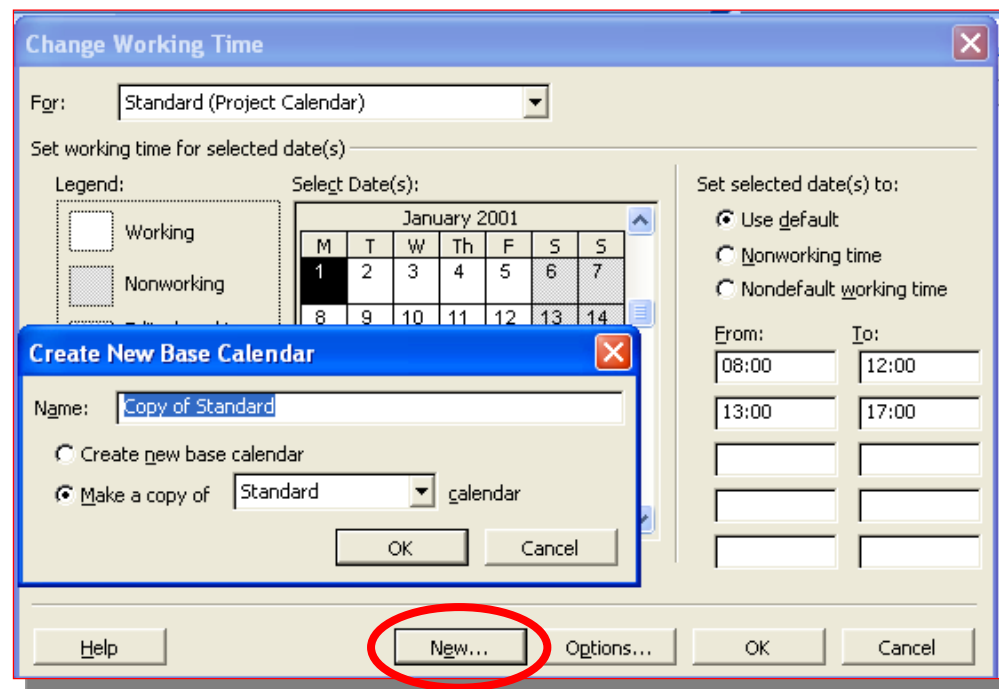 Change Working Time
For: Standard (Project Calendar)
Set working time for selected date(s)
Legend:
Working
Nonworking
Select Date(s):
January 2001
M T W Th F S S
1 2 3 4 5 6 7
8 9 10 11 12 13 14
Set selected date(s) to:
Use default
Nonworking time
Nondefault working time
From: To:
08:00 12:00
13:00 17:00
Create New Base Calendar
Name: Copy of Standard
Create new base calendar
Make a copy of Standard calendar
OK Cancel
Help New... Options... OK Cancel